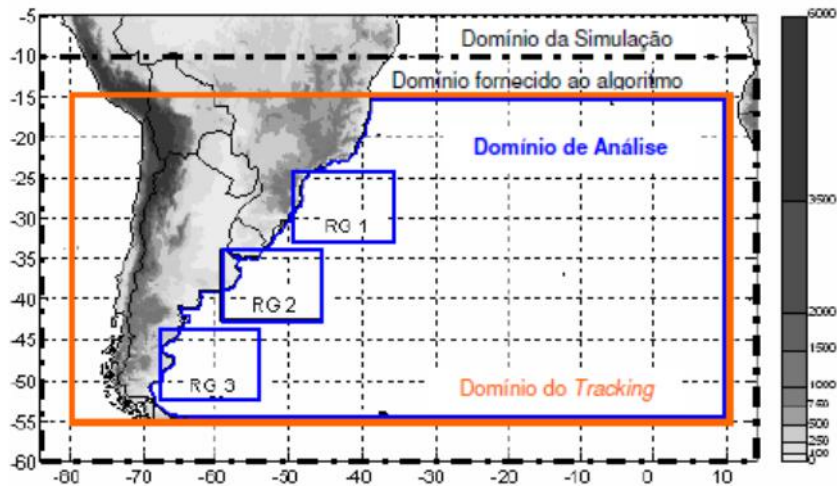 -5
-10
-15
-20
-25
-30
-35
-40
-45
-50
-55
-60
Domínio da Simulação
Domínio fornecido ao algoritmo
Domínio de Análise
RG 1
RG 2
RG 3
Domínio do Tracking
-80 -70 -60 -50 -40 -30 -20 -10 0 10
6000
3500
2000
1500
1000
750
500
250
100
0